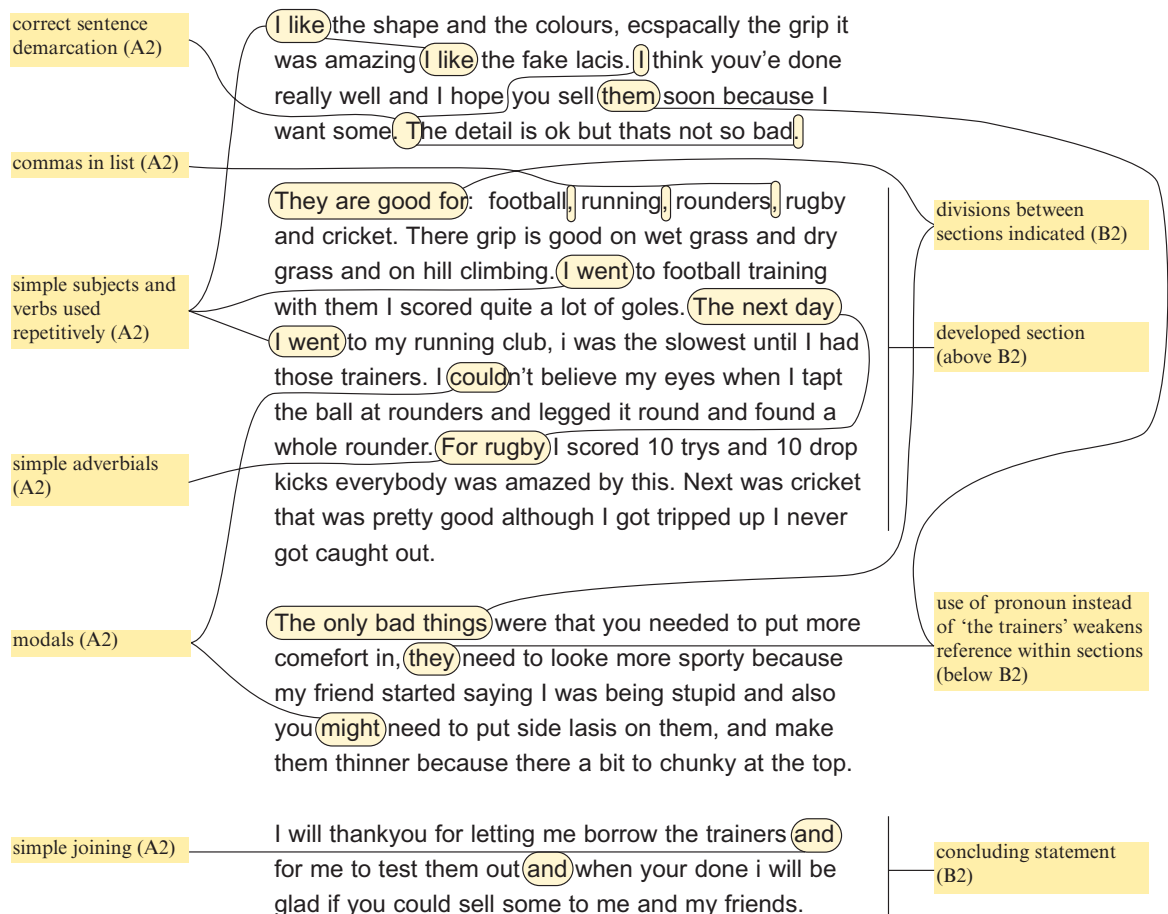 correct sentence
demarcation (A2)
commas in list (A2)
simple subjects and
verbs used
repetitively (A2)
simple adverbials
(A2)
modals (A2)
simple joining (A2)
I like the shape and the colours, ecspacally the grip it
was amazing I like the fake lacis. I think youv'e done
really well and I hope you sell them soon because I
want some. The detail is ok but thats not so bad.
They are good for: football, running, rounders, rugby
and cricket. There grip is good on wet grass and dry
grass and on hill climbing. I went to football training
with them I scored quite a lot of goles. The next day
I went to my running club, i was the slowest until I had
those trainers. I couldn't believe my eyes when I tapt
the ball at rounders and legged it round and found a
whole rounder. For rugby I scored 10 trys and 10 drop
kicks everybody was amazed by this. Next was cricket
that was pretty good although I got tripped up I never
got caught out.
The only bad things were that you needed to put more
comefort in, they need to looke more sporty because
my friend started saying I was being stupid and also
you might need to put side lasis on them, and make
them thinner because there a bit to chunky at the top.
I will thankyou for letting me borrow the trainers and
for me to test them out and when your done i will be
glad if you could sell some to me and my friends.
divisions between
sections indicated (B2)
developed section
(above B2)
use of pronoun instead
of ‘the trainers’ weakens
reference within sections
(below B2)
concluding statement
(B2)